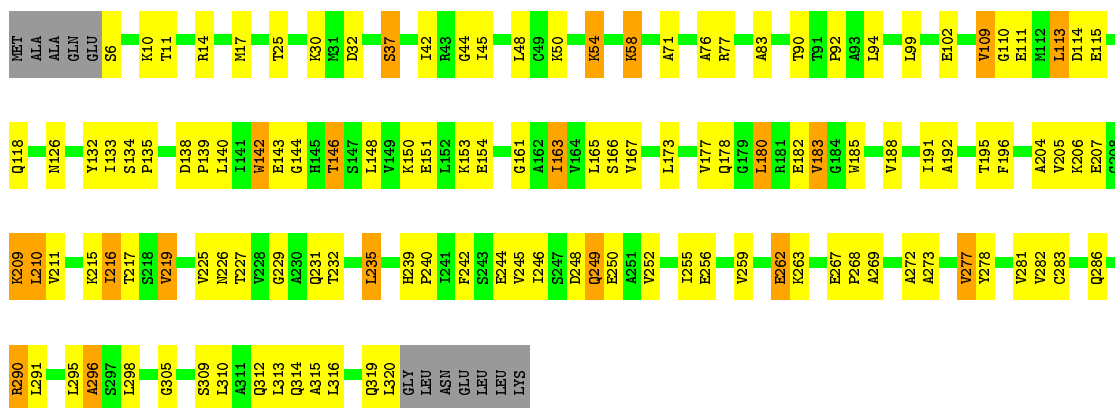 MET ALA ALA GLN GLU S6 K10 T11 R14 M17 T25 K30 M31 D32 S37 I42 R43 G44 I45 L48 C49 K50 K54 K58 A71 A76 R77 A83 T90 T91 P92 A93 L94 L99 E102 V109 G110 E111 M112 L113 D114 E115
Q118 N126 Y132 I133 S134 P135 D138 P139 L140 I141 W142 E143 G144 H145 T146 S147 L148 V149 K150 E151 L152 K153 E154 G161 A162 I163 V164 L165 S166 V167 L173 V177 Q178 G179 L180 R181 E182 V183 G184 W185 V188 I191 A192 T195 F196 A204 V205 K206 E207 G208
K209 L210 V211 K215 I216 T217 S218 V219 V225 N226 T227 V228 G229 A230 Q231 T232 L235 H239 P240 I241 F242 S243 E244 V245 I246 S247 D248 Q249 E250 A251 V252 I255 E256 V259 E262 K263 E267 P268 A269 A272 A273 V277 Y278 V281 V282 C283 Q286
R290 L291 L295 A296 S297 L298 G305 S309 L310 A311 Q312 L313 Q314 A315 L316 Q319 L320 GLY LEU ASN GLU LEU LEU LYS